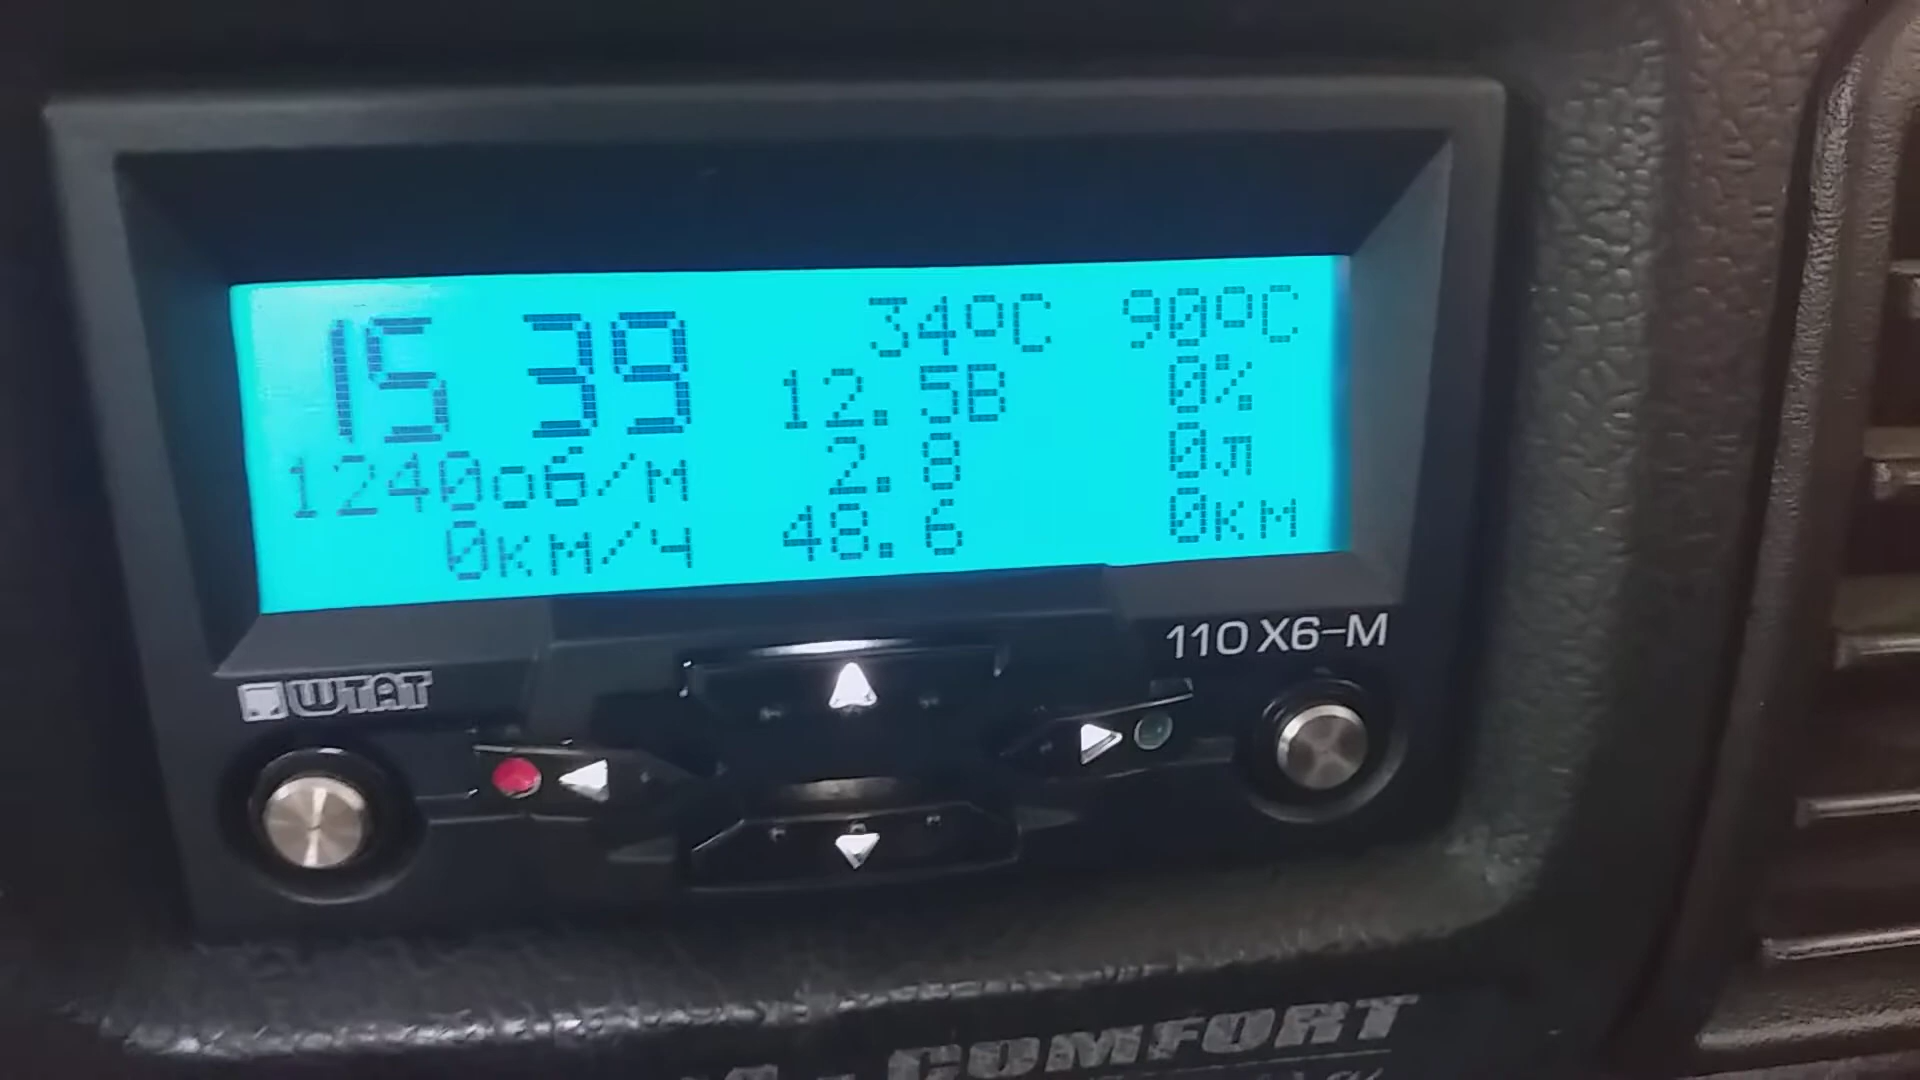 15 39 34°C 90°C
12.5В 0%
1240об/м 2.8 0л
0км/ч 48.6 0км
110 X6-M
ШТАТ
COMFORT